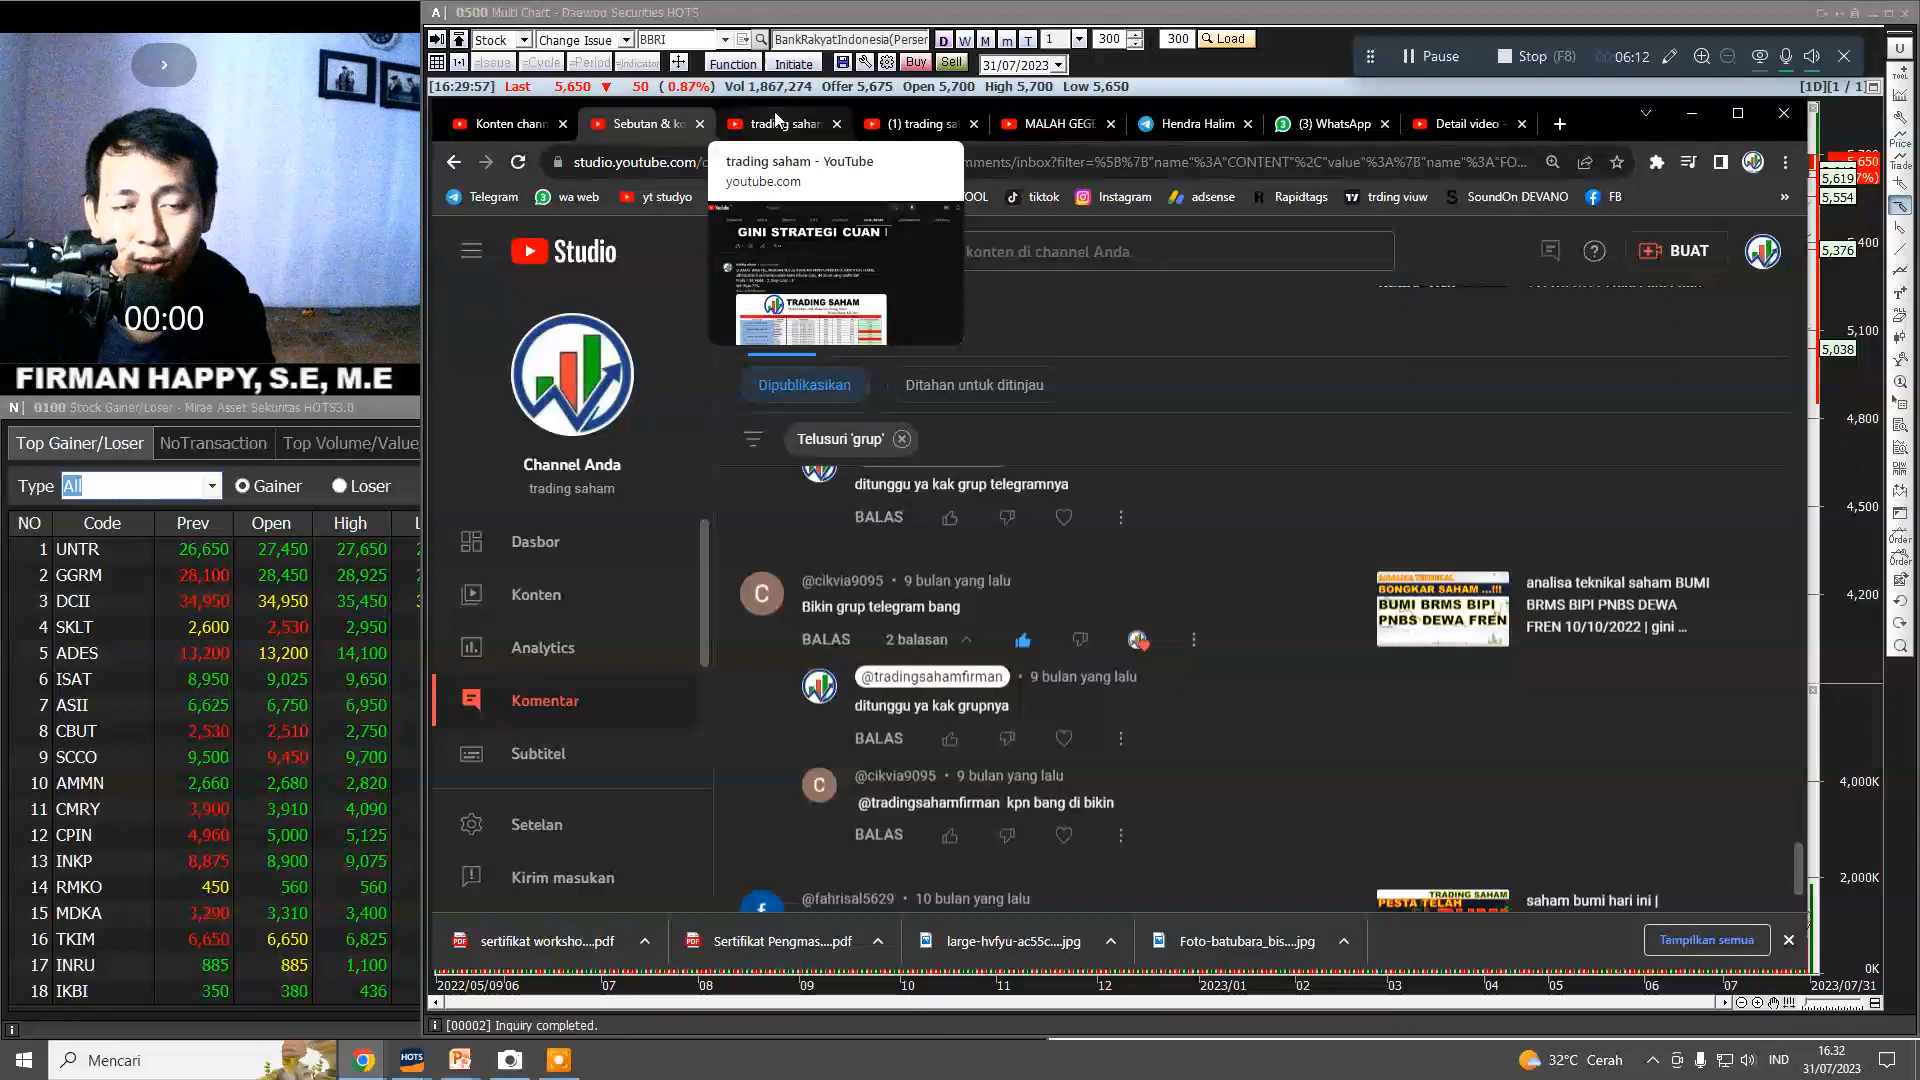 0500 Multi Chart - Daewoo Securities HOTS
Stock
Change Issue
BBRI
BankRakyatIndonesia(Perser
D W M m T 1 300 300 Load
Function Initiate Buy Sell 31/07/2023
Pause Stop (F8) 00:06:12
[16:29:57] Last 5,650 ▼ 50 ( 0.87%) Vol 1,867,274 Offer 5,675 Open 5,700 High 5,700 Low 5,650
[1D][1 / 1]
Konten chann
Sebutan & ko
trading saham
(1) trading sa
MALAH GEGE
Hendra Halim
(3) WhatsApp
Detail video -
studio.youtube.com/
Telegram
wa web
yt studyo
tiktok
Instagram
adsense
Rapidtags
trding viuw
SoundOn DEVANO
FB
trading saham - YouTube
youtube.com
GINI STRATEGI CUAN
TRADING SAHAM
Studio
konten di channel Anda
BUAT
00:00
FIRMAN HAPPY, S.E, M.E
0100 Stock Gainer/Loser - Mirae Asset Sekuritas HOTS3.0
Top Gainer/Loser NoTransaction Top Volume/Value
Type All Gainer Loser
NO Code Prev Open High L
1 UNTR 26,650 27,450 27,650
2 GGRM 28,100 28,450 28,925
3 DCII 34,950 34,950 35,450
4 SKLT 2,600 2,530 2,950
5 ADES 13,200 13,200 14,100
6 ISAT 8,950 9,025 9,650
7 ASII 6,625 6,750 6,950
8 CBUT 2,530 2,510 2,750
9 SCCO 9,500 9,450 9,700
10 AMMN 2,660 2,680 2,820
11 CMRY 3,900 3,910 4,090
12 CPIN 4,960 5,000 5,125
13 INKP 8,875 8,900 9,075
14 RMKO 450 560 560
15 MDKA 3,290 3,310 3,400
16 TKIM 6,650 6,650 6,825
17 INRU 885 885 1,100
18 IKBI 350 380 436
Channel Anda
trading saham
Dasbor
Konten
Analytics
Komentar
Subtitel
Setelan
Kirim masukan
Dipublikasikan
Ditahan untuk ditinjau
Telusuri 'grup'
ditunggu ya kak grup telegramnya
BALAS
@cikvia9095 • 9 bulan yang lalu
Bikin grup telegram bang
BALAS 2 balasan
@tradingsahamfirman • 9 bulan yang lalu
ditunggu ya kak grupnya
BALAS
@cikvia9095 • 9 bulan yang lalu
@tradingsahamfirman kpn bang di bikin
BALAS
@fahrisal5629 • 10 bulan yang lalu
BONGKAR SAHAM ...!!!
BUMI BRMS BIPI
PNBS DEWA FREN
analisa teknikal saham BUMI
BRMS BIPI PNBS DEWA
FREN 10/10/2022 | gini ...
TRADING SAHAM
PESTA TELAH
saham bumi hari ini |
sertifikat worksho....pdf
Sertifikat Pengmas....pdf
large-hvfyu-ac55c....jpg
Foto-batubara_bis....jpg
Tampilkan semua
5,650
5,619
5,554
5,400
5,376
5,100
5,038
4,800
4,500
4,200
4,000K
2,000K
0K
2022/05/09 06 07 08 09 10 11 12 2023/01 02 03 04 05 06 07 2023/07/31
[00002] Inquiry completed.
Mencari
HOTS
32°C Cerah
IND
16.32
31/07/2023